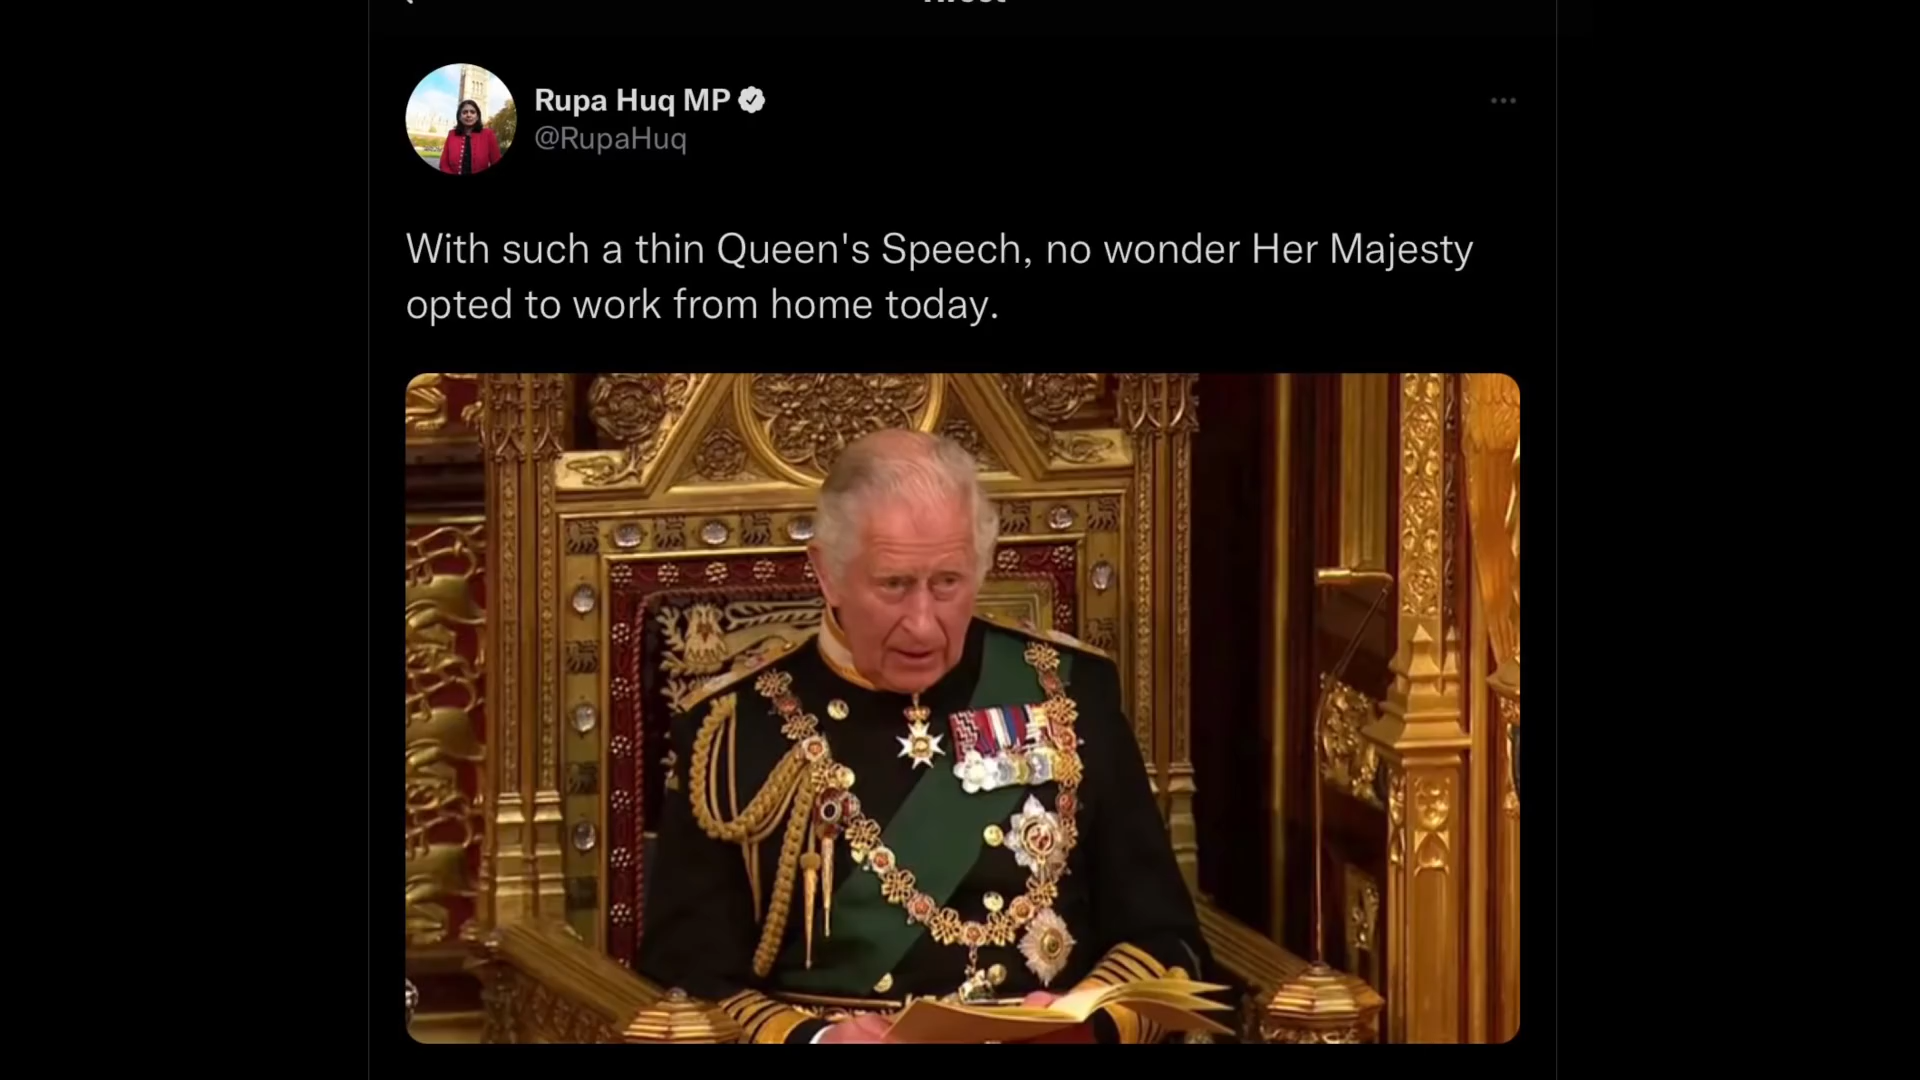 Rupa Huq MP
@RupaHuq
With such a thin Queen's Speech, no wonder Her Majesty
opted to work from home today.